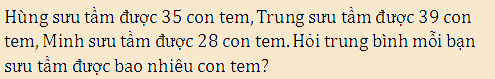 Hùng sưu tầm được 35 con tem, Trung sưu tầm được 39 con
tem, Minh sưu tầm được 28 con tem. Hỏi trung bình mỗi bạn
sưu tầm được bao nhiêu con tem?